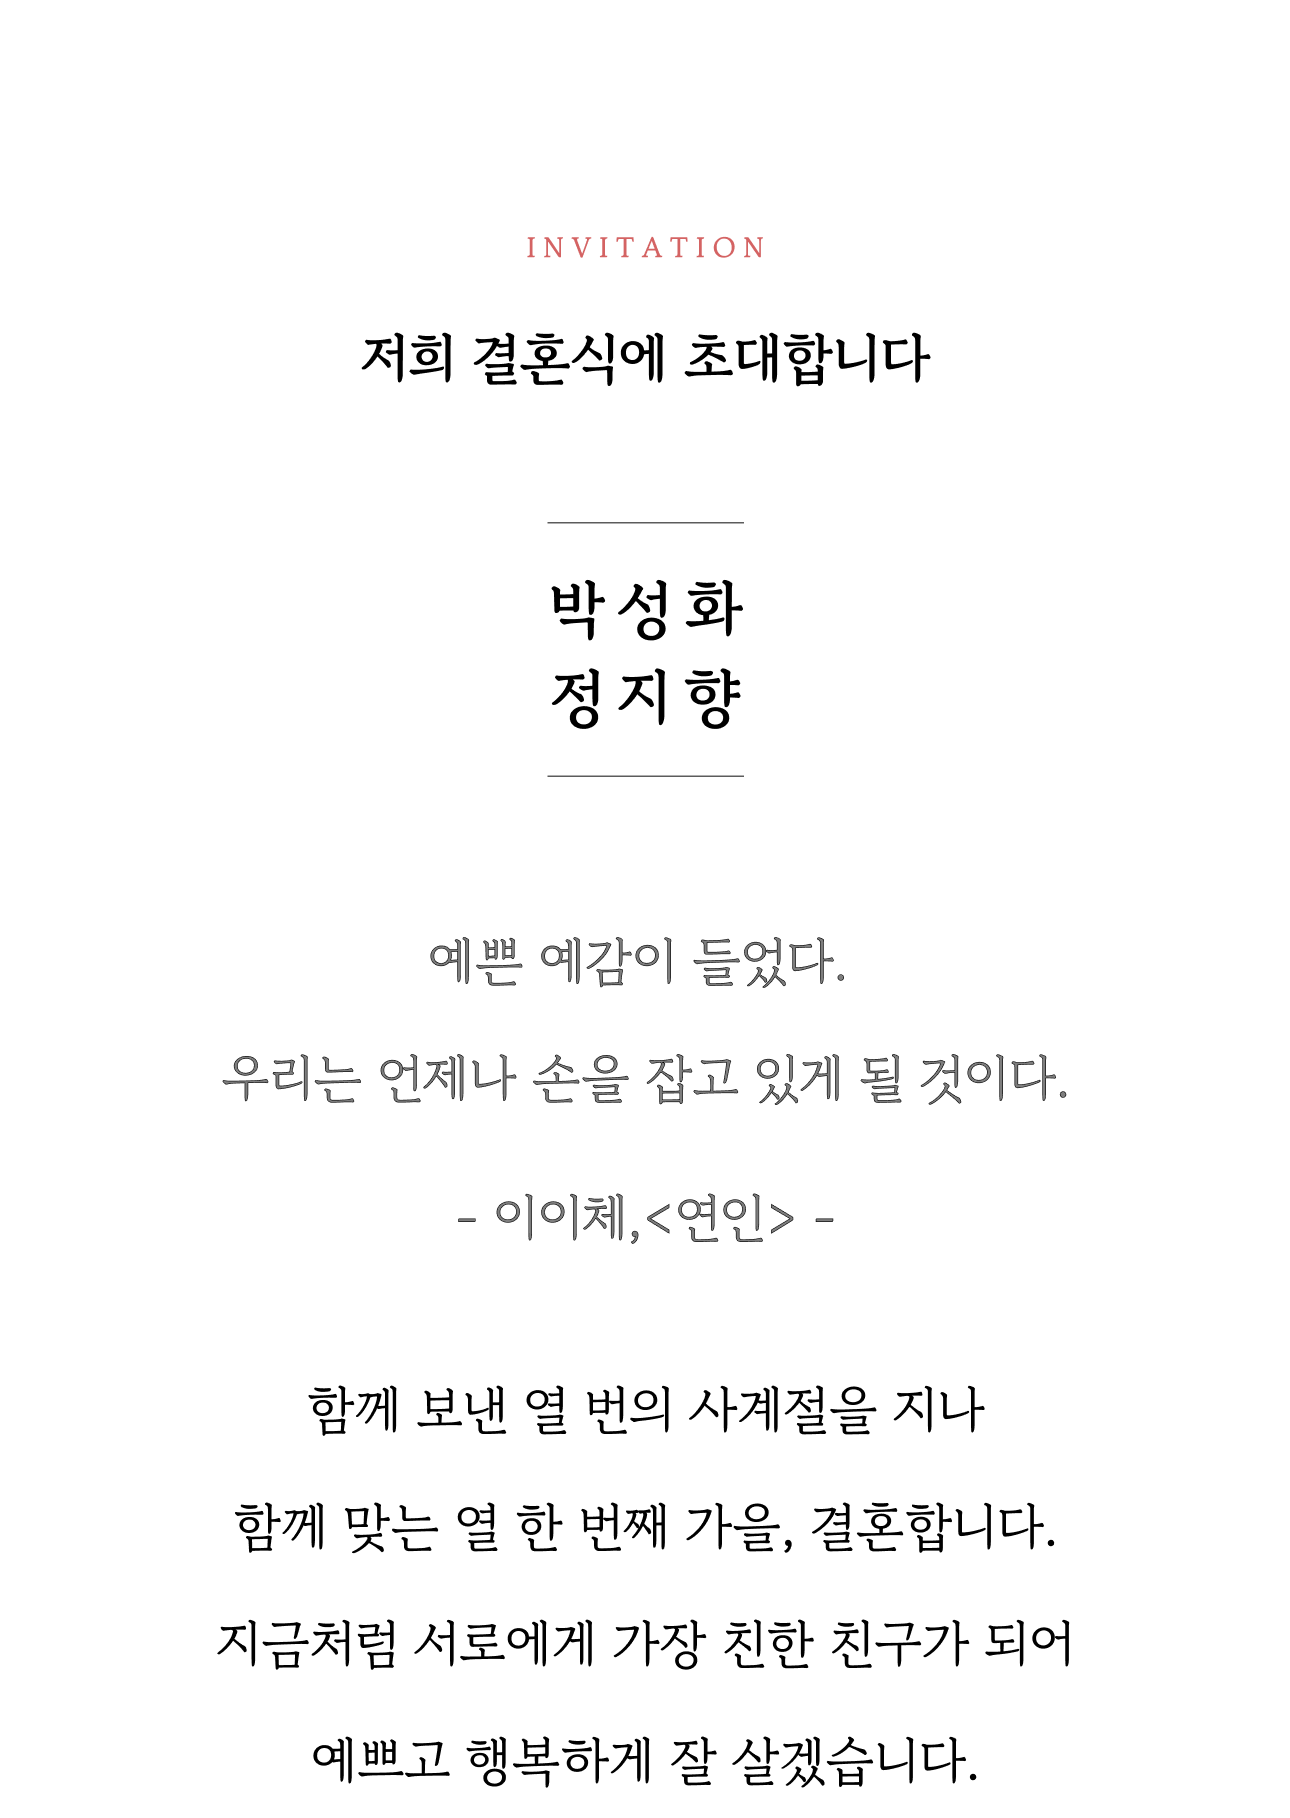 INVITATION
저희 결혼식에 초대합니다
박성화
정지향
예쁜 예감이 들었다.
우리는 언제나 손을 잡고 있게 될 것이다.
- 이이체,<연인> -
함께 보낸 열 번의 사계절을 지나
함께 맞는 열 한 번째 가을, 결혼합니다.
지금처럼 서로에게 가장 친한 친구가 되어
예쁘고 행복하게 잘 살겠습니다.